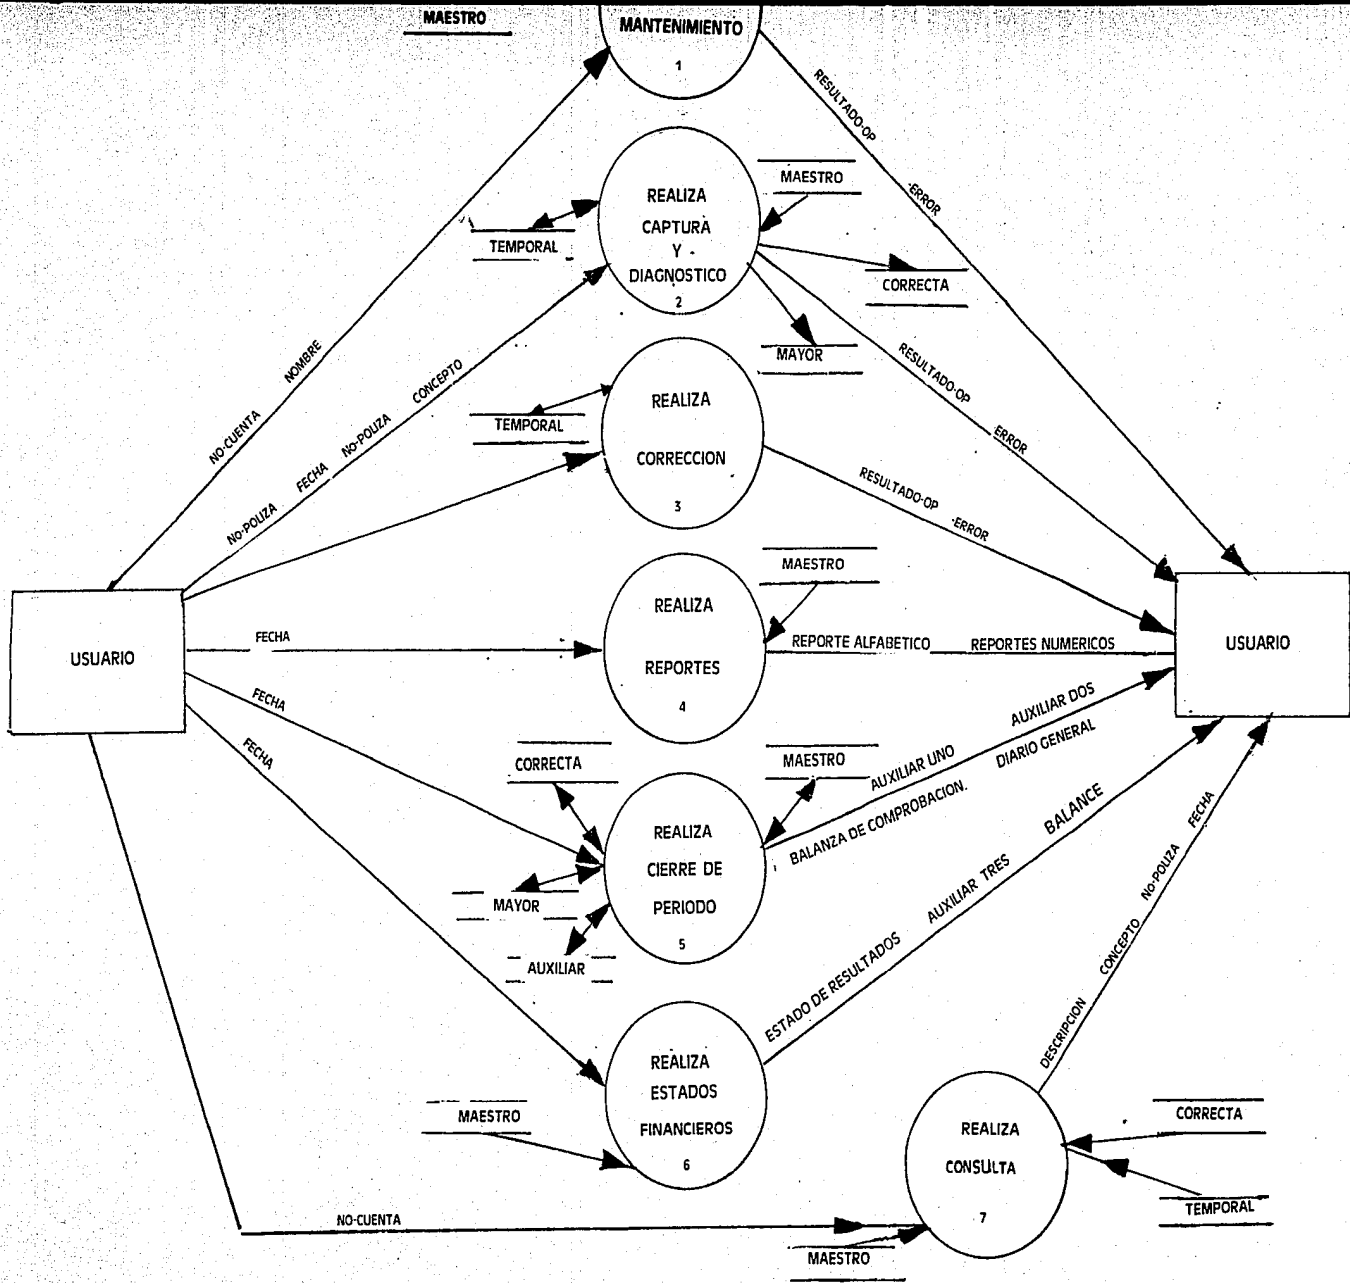 MAESTRO
MANTENIMIENTO
1
RESULTADO-OP
-ERROR
REALIZA
CAPTURA
Y
DIAGNOSTICO
2
MAESTRO
TEMPORAL
CORRECTA
MAYOR
NO-CUENTA NOMBRE
NO-POLIZA FECHA NO-POLIZA CONCEPTO
RESULTADO-OP
ERROR
REALIZA
CORRECCION
3
TEMPORAL
RESULTADO-OP -ERROR
USUARIO
FECHA
REALIZA
REPORTES
4
MAESTRO
REPORTE ALFABETICO REPORTES NUMERICOS
USUARIO
FECHA
FECHA
CORRECTA
MAESTRO
REALIZA
CIERRE DE
PERIODO
5
MAYOR
AUXILIAR
AUXILIAR UNO AUXILIAR DOS
BALANZA DE COMPROBACION. DIARIO GENERAL
ESTADO DE RESULTADOS AUXILIAR TRES BALANCE
REALIZA
ESTADOS
FINANCIEROS
6
MAESTRO
DESCRIPCION CONCEPTO NO-POLIZA FECHA
REALIZA
CONSULTA
7
CORRECTA
TEMPORAL
NO-CUENTA
MAESTRO